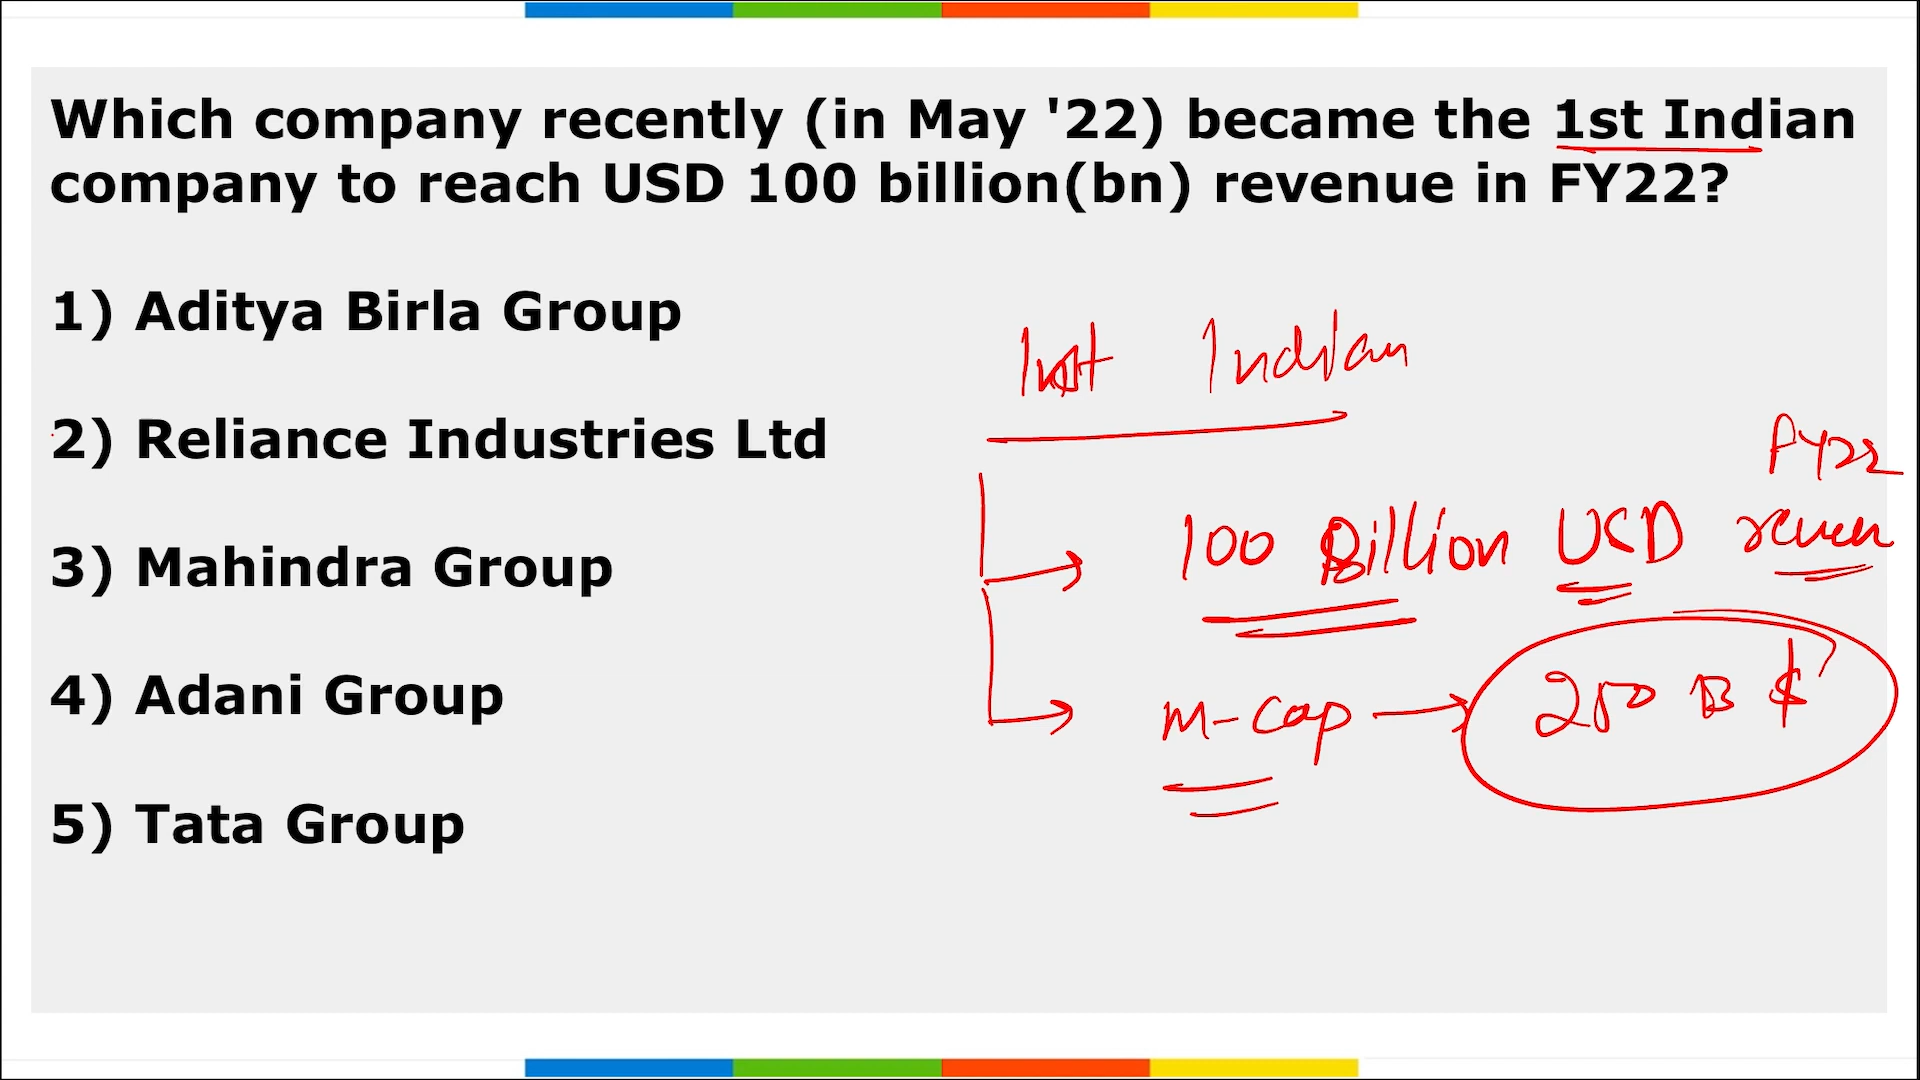 Which company recently (in May '22) became the 1st Indian
company to reach USD 100 billion(bn) revenue in FY22?
1) Aditya Birla Group
2) Reliance Industries Ltd
3) Mahindra Group
4) Adani Group
5) Tata Group
Indian
FY22
100 Billion USD
m-cap → 250 B $